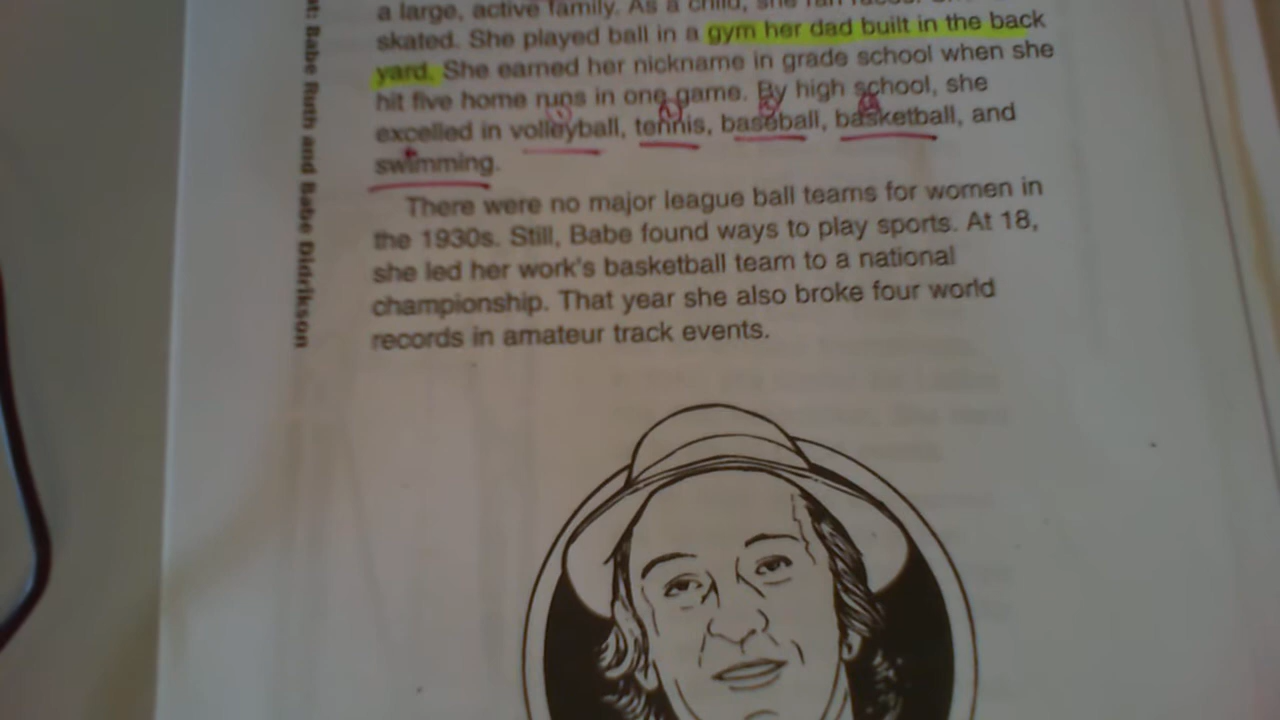 a large, active family. As a child, she ran races. She
skated. She played ball in a gym her dad built in the back
yard. She earned her nickname in grade school when she
hit five home runs in one game. By high school, she
excelled in volleyball, tennis, baseball, basketball, and
swimming.
There were no major league ball teams for women in
the 1930s. Still, Babe found ways to play sports. At 18,
she led her work's basketball team to a national
championship. That year she also broke four world
records in amateur track events.
t: Babe Ruth and Babe Didrikson